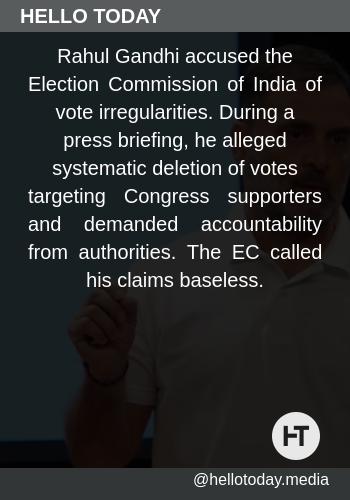 HELLO TODAY
Rahul Gandhi accused the
Election Commission of India of
vote irregularities. During a
press briefing, he alleged
systematic deletion of votes
targeting Congress supporters
and demanded accountability
from authorities. The EC called
his claims baseless.
HT
@hellotoday.media